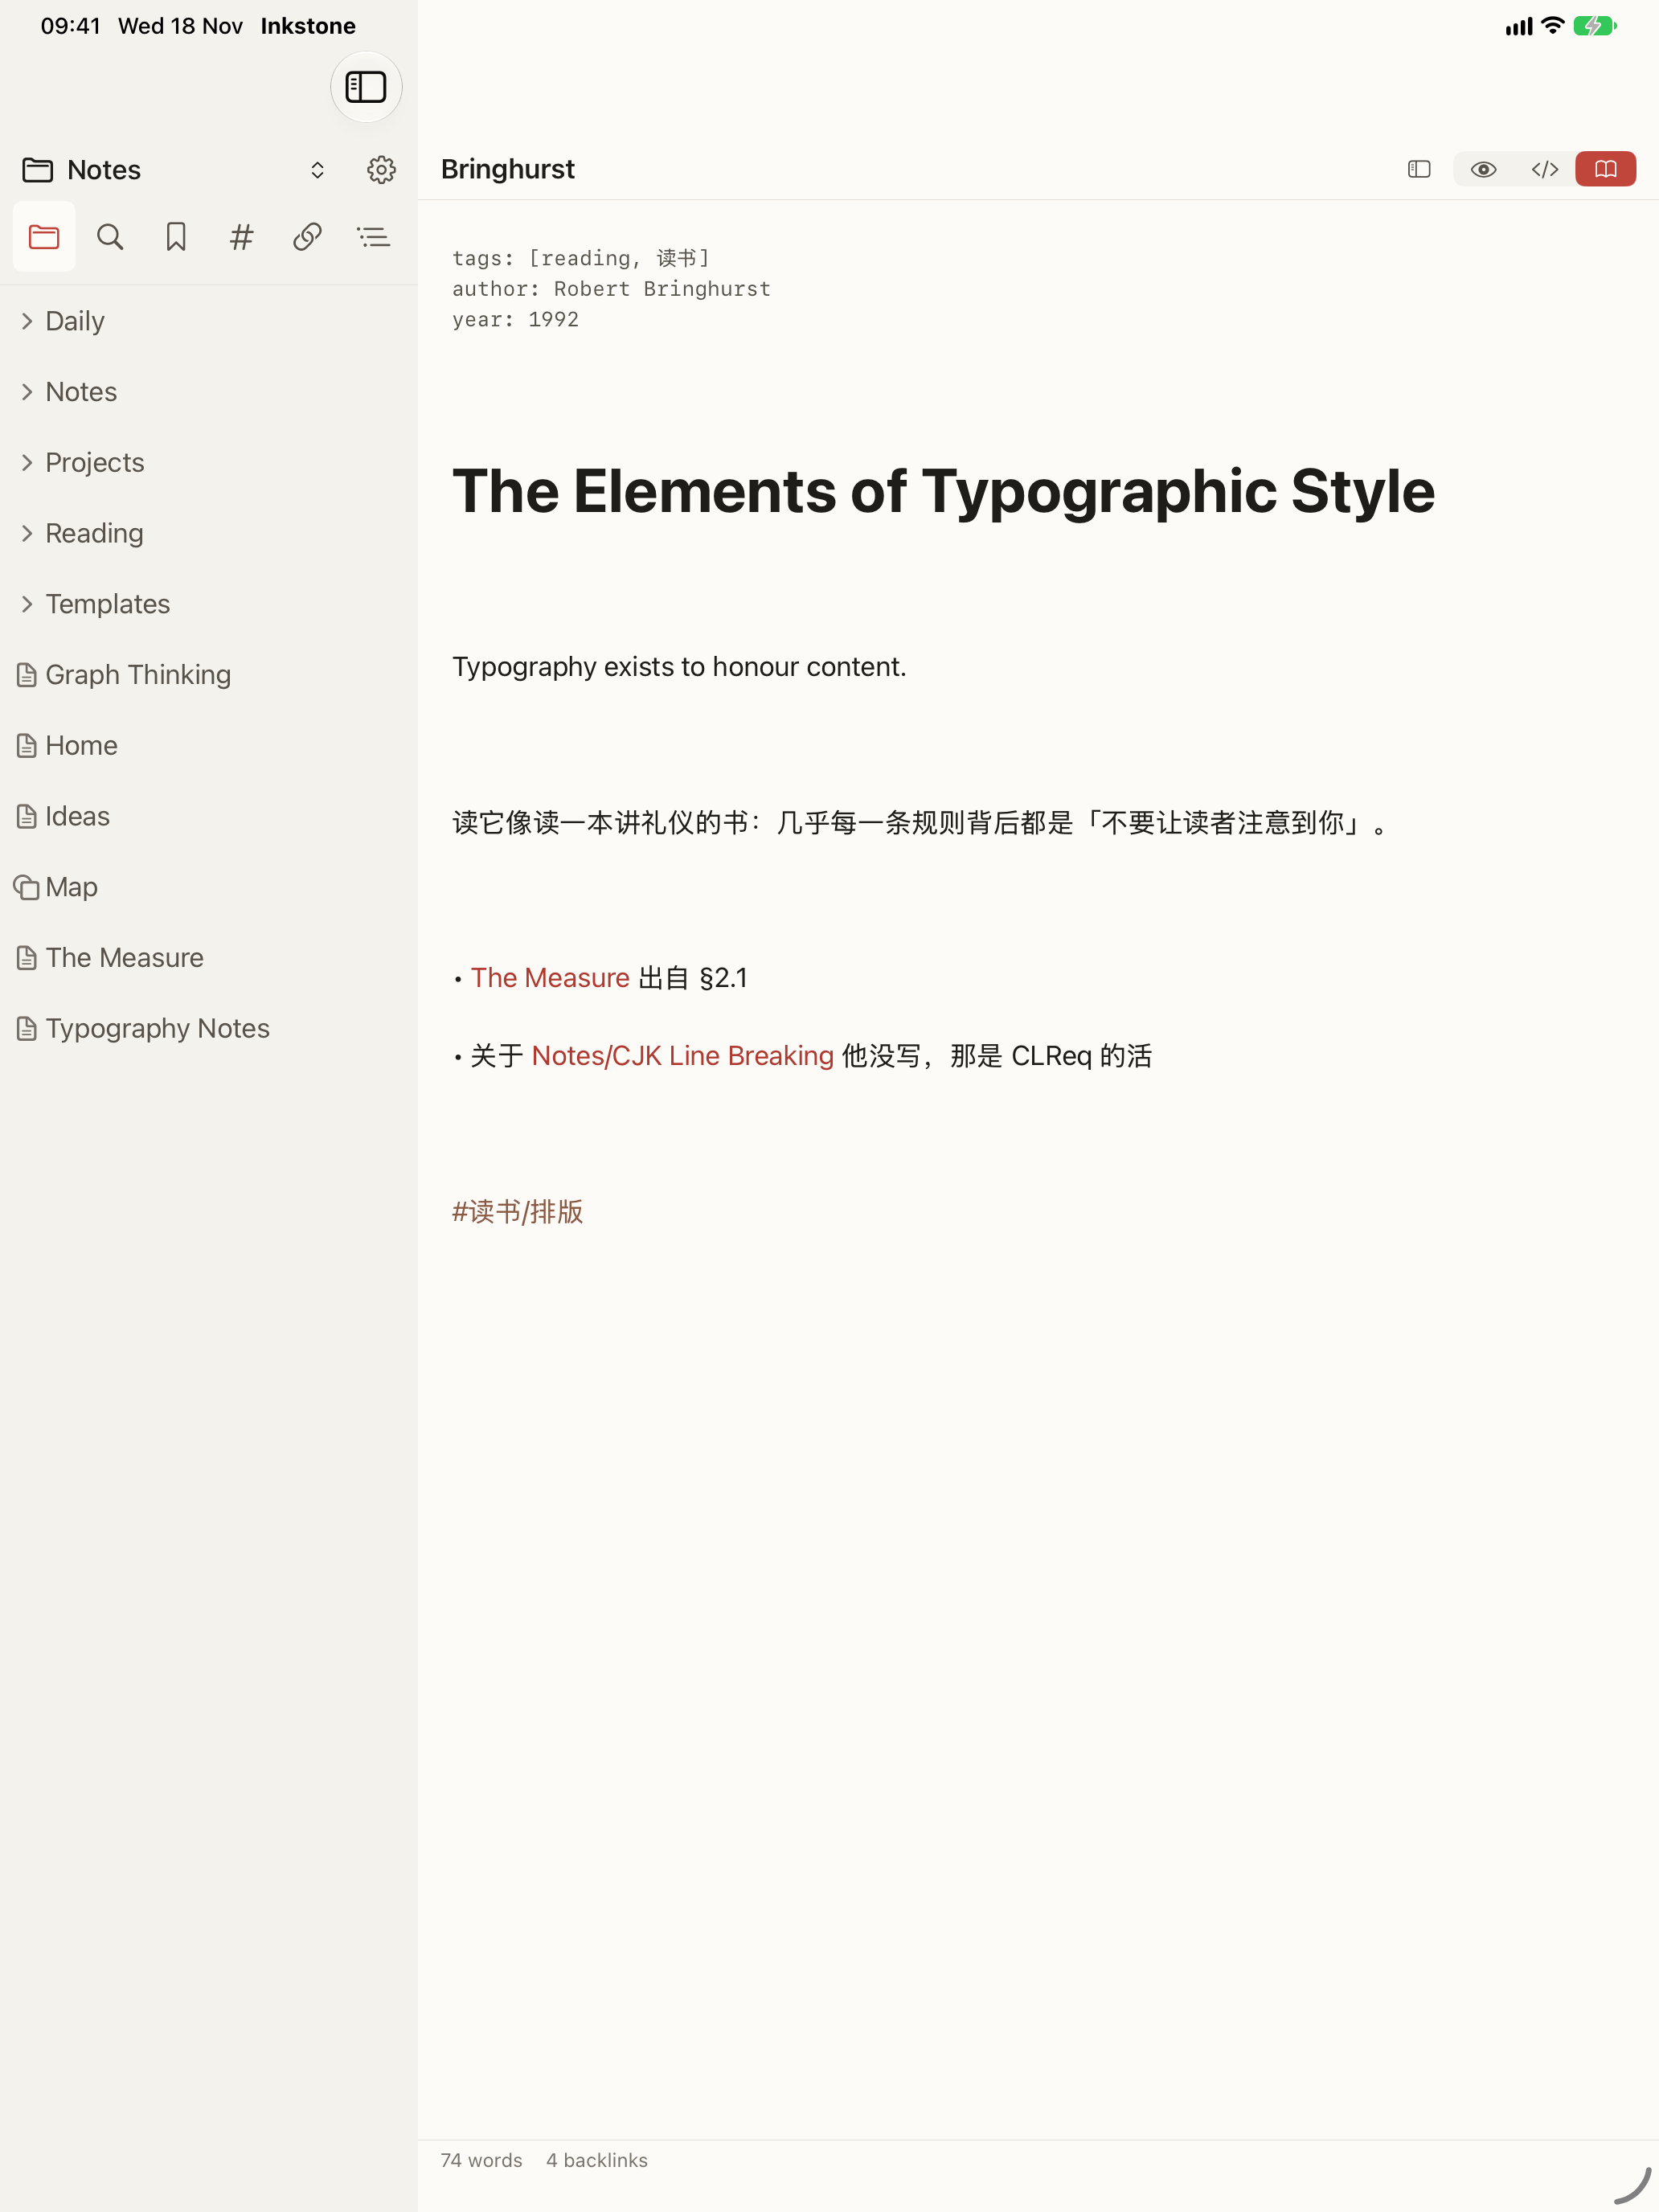 09:41 Wed 18 Nov Inkstone
Notes
Daily
Notes
Projects
Reading
Templates
Graph Thinking
Home
Ideas
Map
The Measure
Typography Notes
Bringhurst
tags: [reading, 读书]
author: Robert Bringhurst
year: 1992
The Elements of Typographic Style
Typography exists to honour content.
读它像读一本讲礼仪的书：几乎每一条规则背后都是「不要让读者注意到你」。
• The Measure 出自 §2.1
• 关于 Notes/CJK Line Breaking 他没写，那是 CLReq 的活
#读书/排版
74 words 4 backlinks